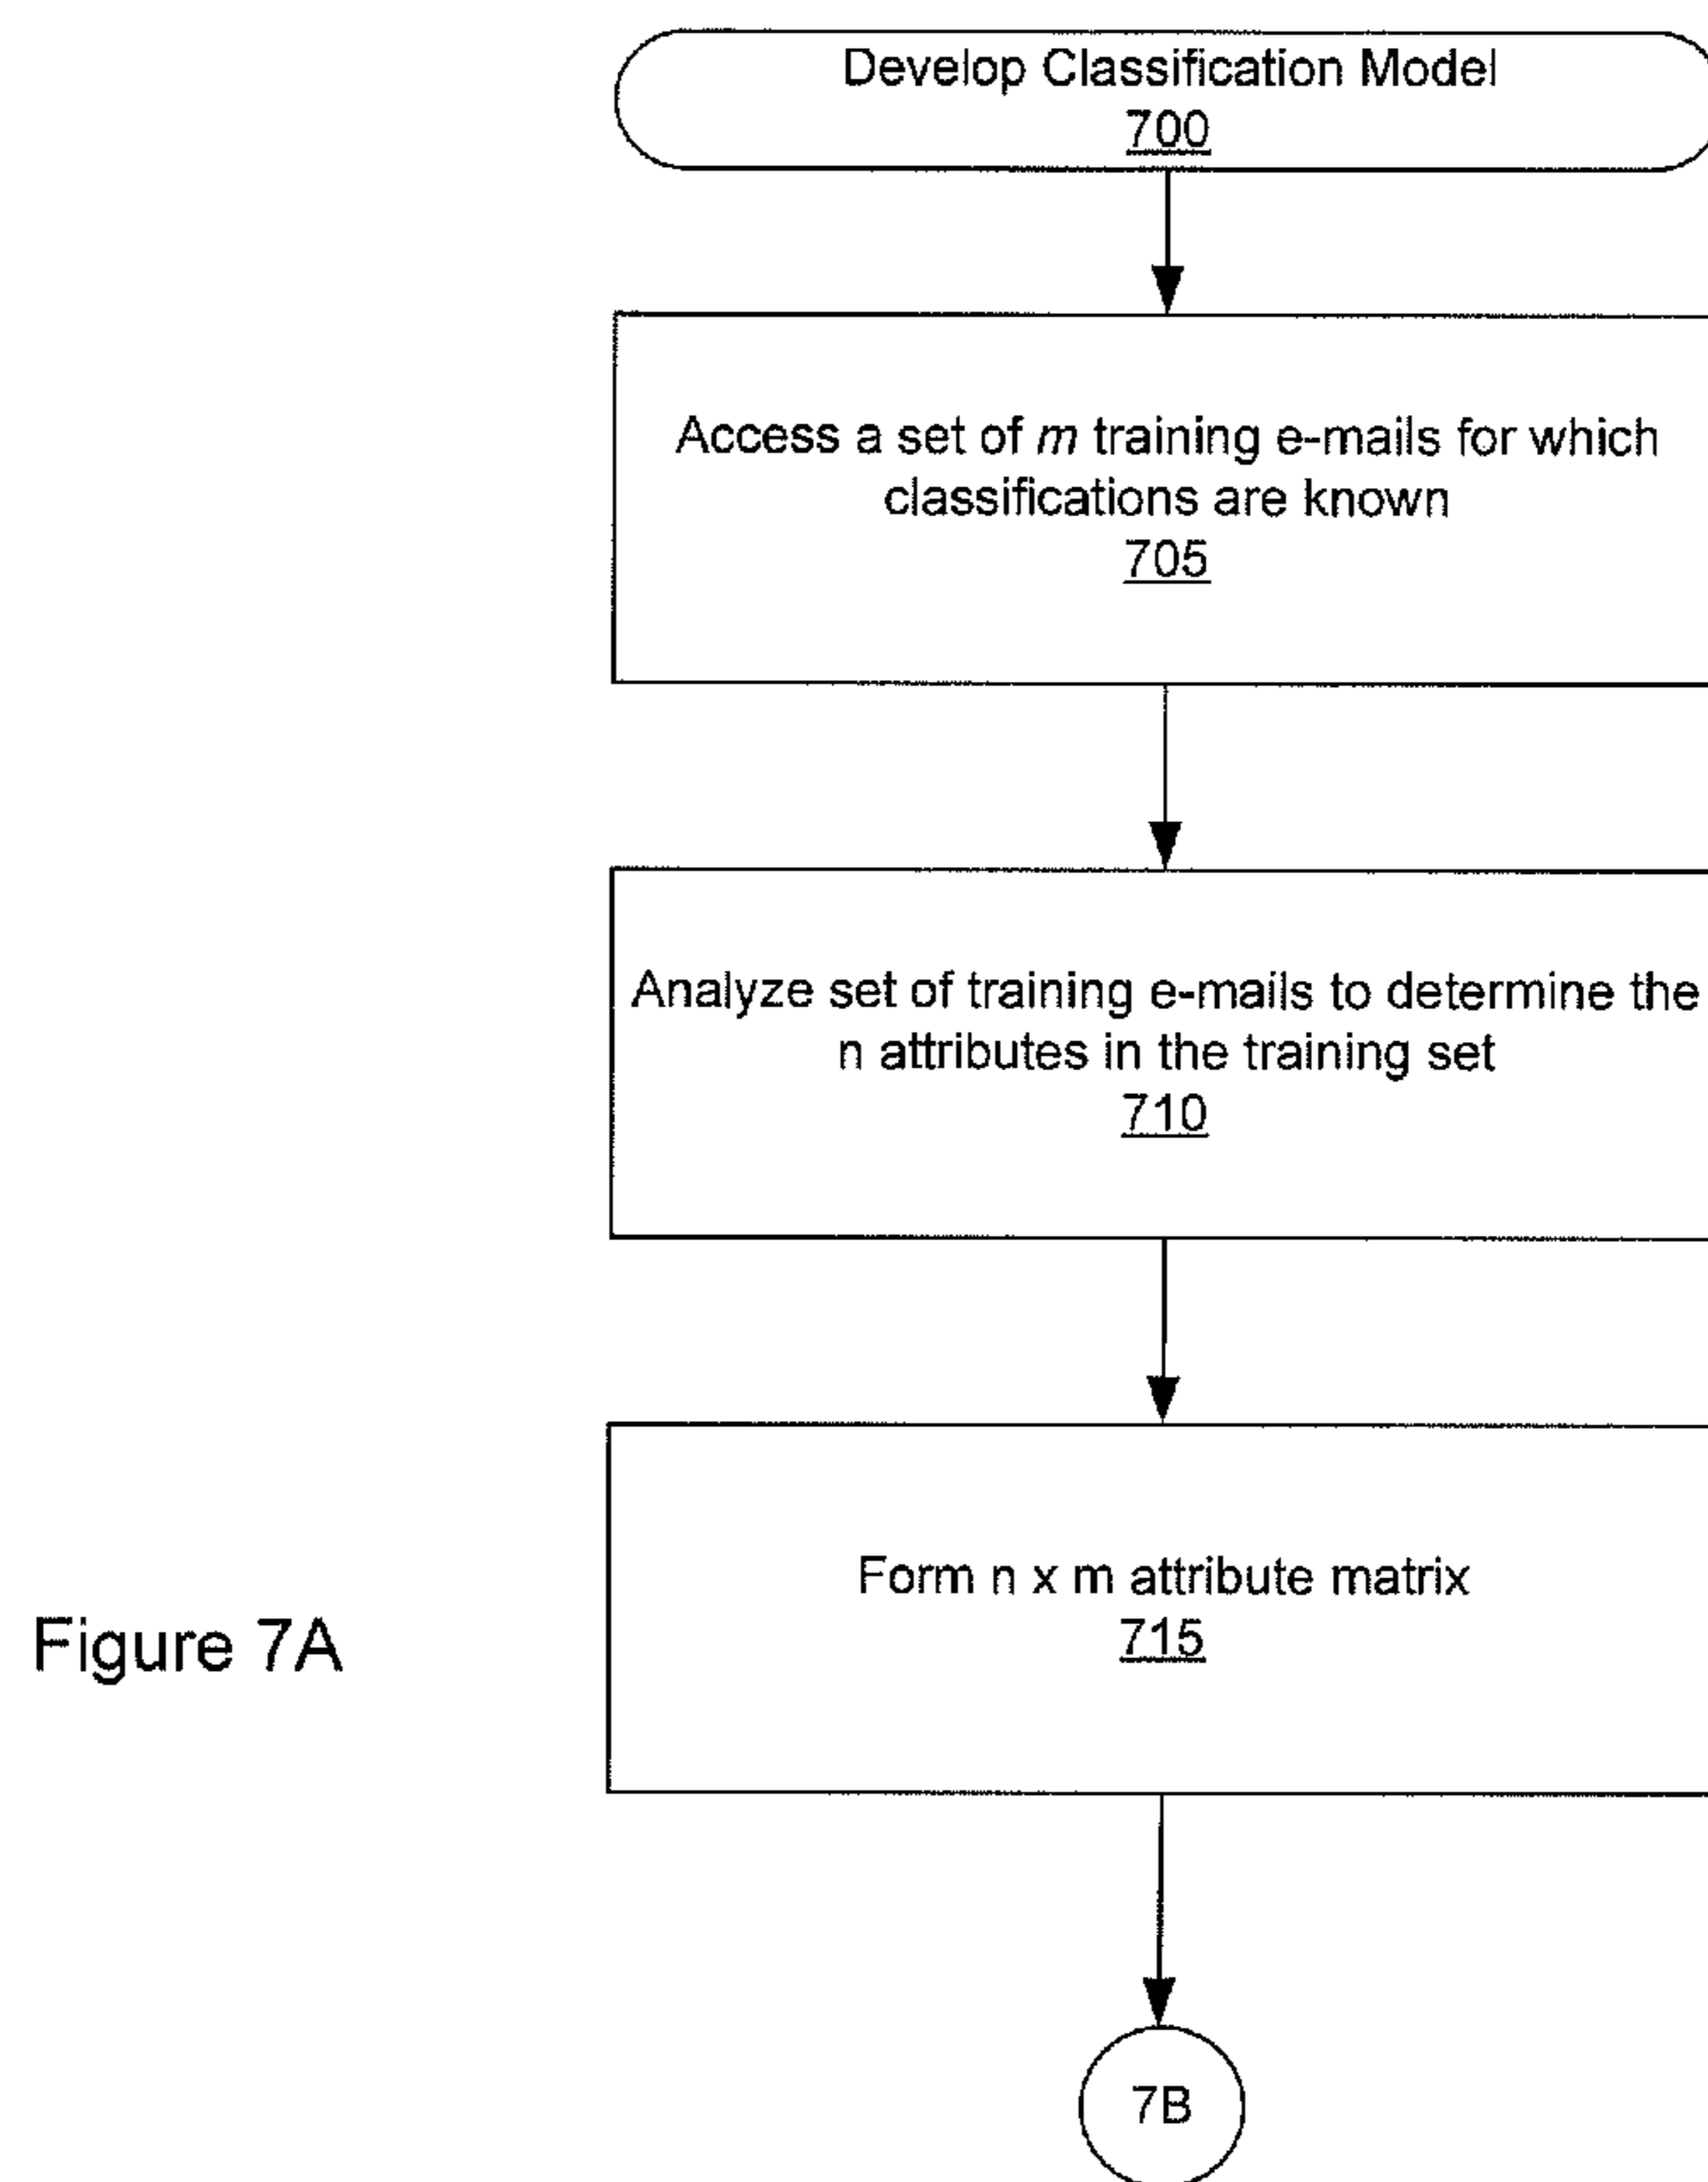 Develop Classification Model
700
Access a set of m training e-mails for which
classifications are known
705
Analyze set of training e-mails to determine the
n attributes in the training set
710
Form n x m attribute matrix
715
Figure 7A
7B